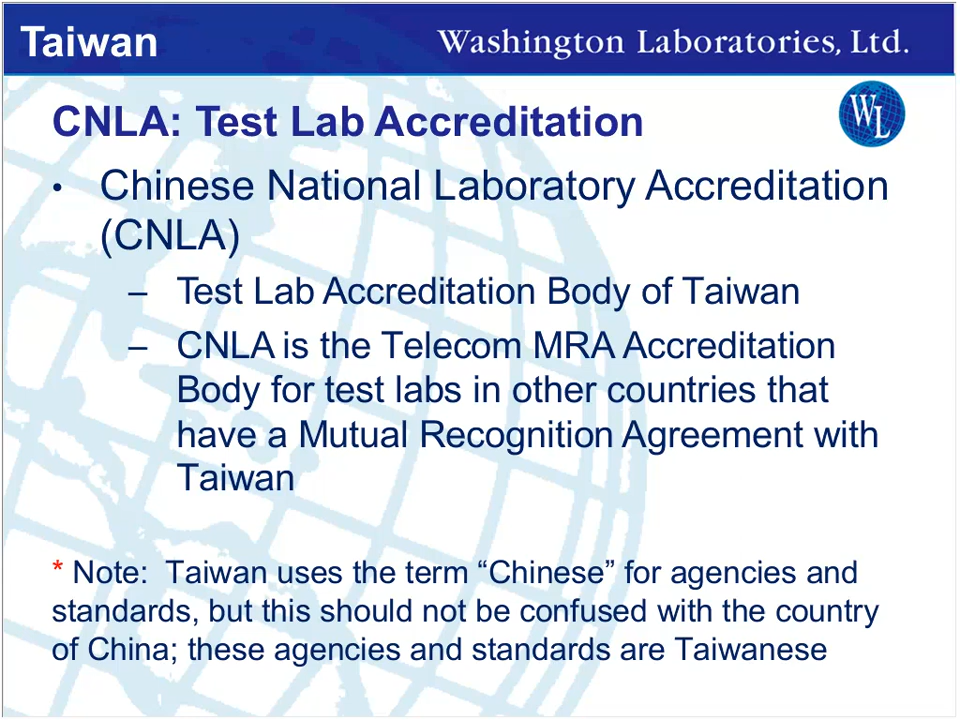 Taiwan
Washington Laboratories, Ltd.
WL
CNLA: Test Lab Accreditation
• Chinese National Laboratory Accreditation
(CNLA)
– Test Lab Accreditation Body of Taiwan
– CNLA is the Telecom MRA Accreditation
Body for test labs in other countries that
have a Mutual Recognition Agreement with
Taiwan
* Note:  Taiwan uses the term “Chinese” for agencies and
standards, but this should not be confused with the country
of China; these agencies and standards are Taiwanese